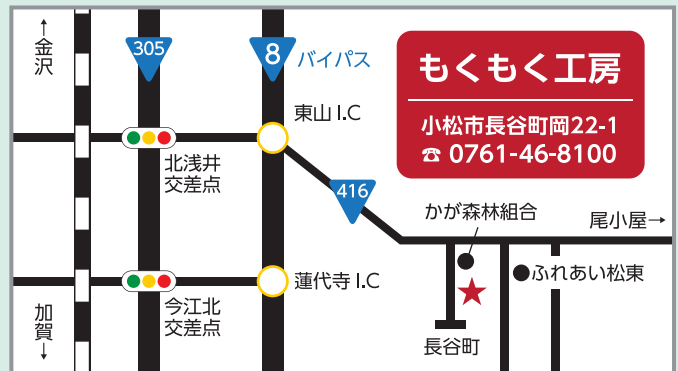 ↑
金沢
305
8
バイパス
もくもく工房
小松市長谷町岡22-1
☎ 0761-46-8100
東山 I.C
北浅井
交差点
416
かが森林組合
尾小屋→
●ふれあい松東
蓮代寺 I.C
今江北
交差点
長谷町
加賀
↓